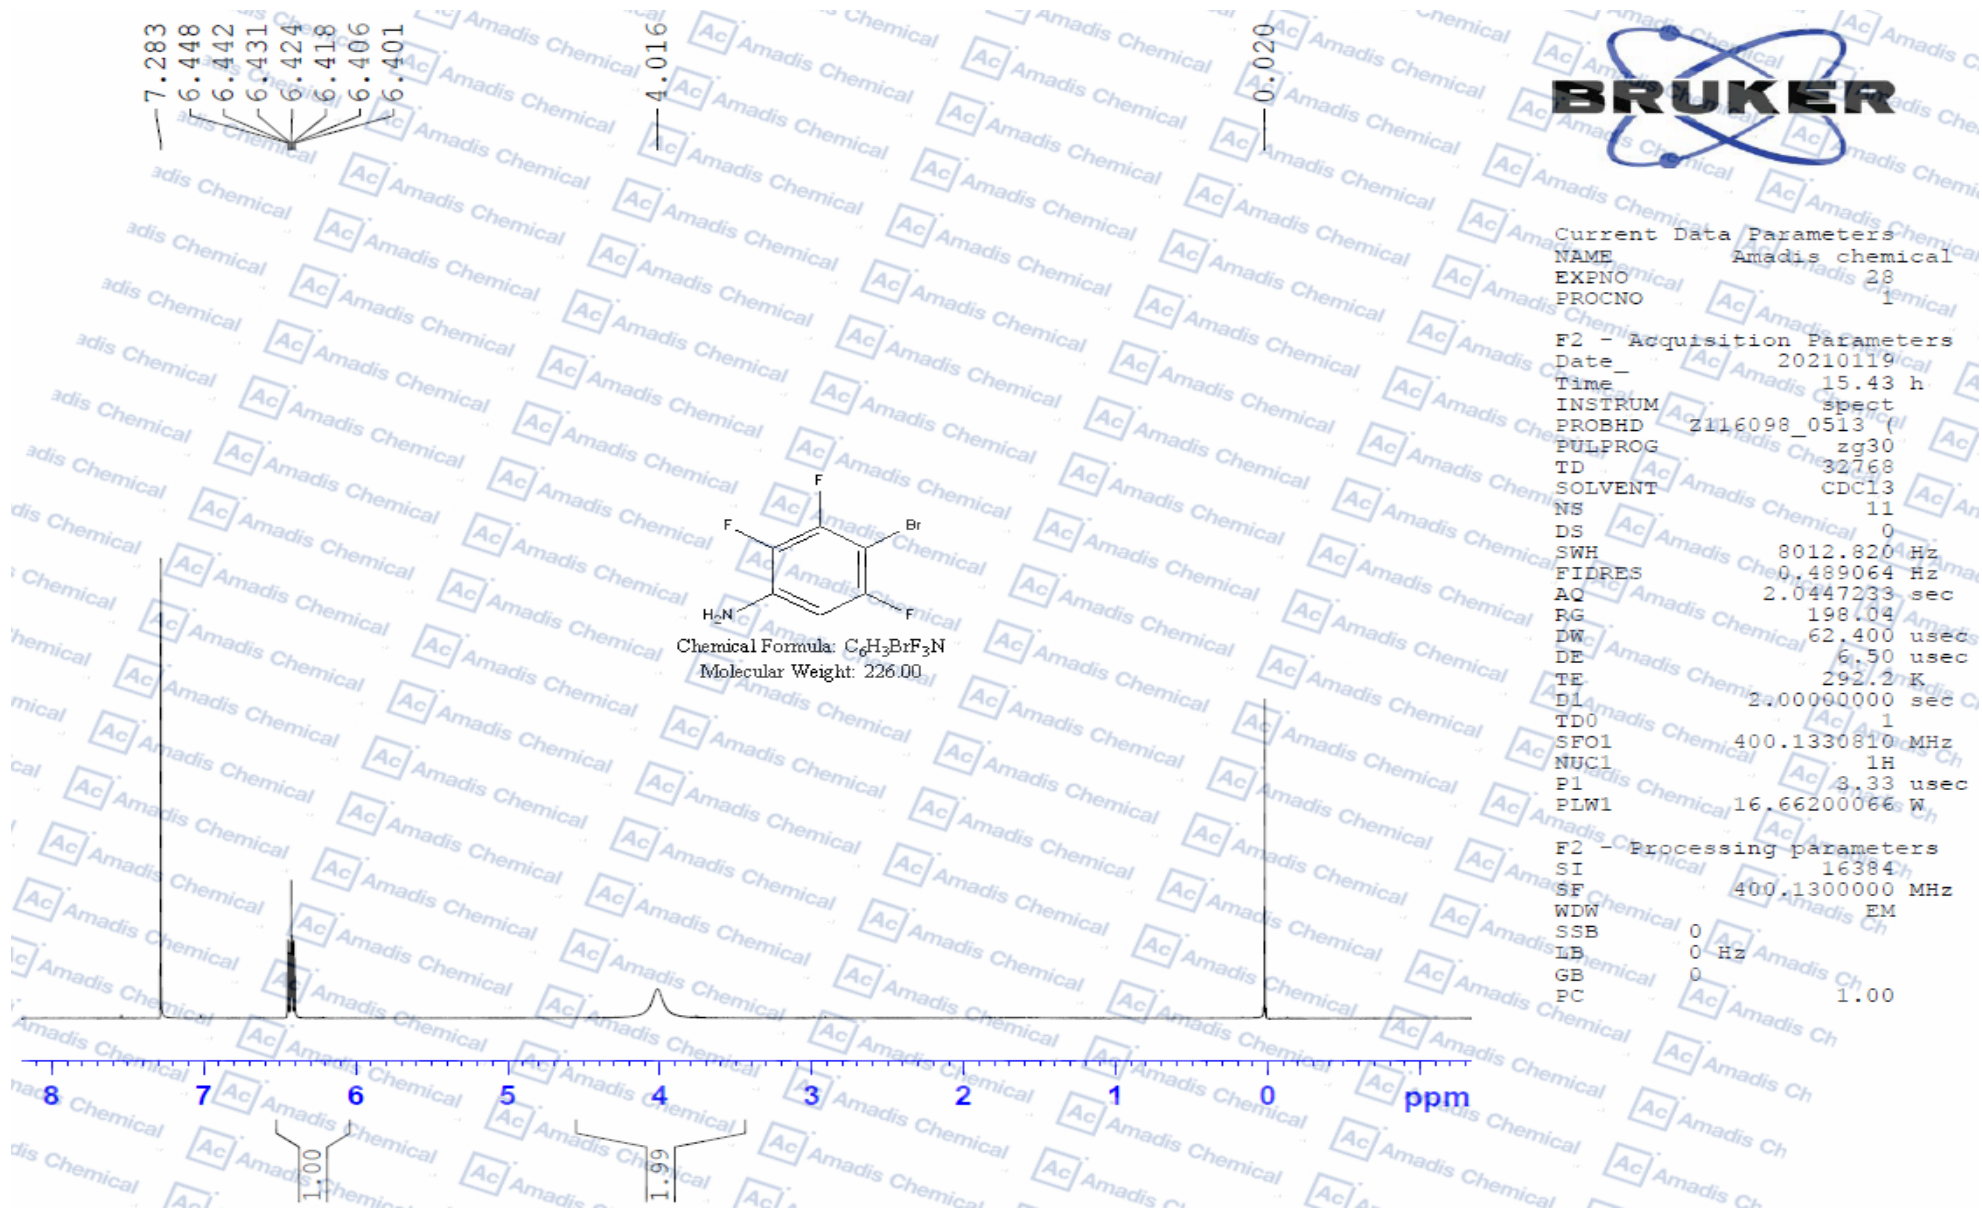 7.283
6.448
6.442
6.431
6.424
6.418
6.406
6.401
4.016
0.020
BRUKER
Current Data Parameters
NAME Amadis chemical
EXPNO 28
PROCNO 1
F2 - Acquisition Parameters
Date_ 20210119
Time 15.43 h
INSTRUM spect
PROBHD Z116098_0513 (
PULPROG zg30
TD 32768
SOLVENT CDCl3
NS 11
DS 0
SWH 8012.820 Hz
FIDRES 0.489064 Hz
AQ 2.0447233 sec
RG 198.04
DW 62.400 usec
DE 6.50 usec
TE 292.2 K
D1 2.00000000 sec
TD0 1
SFO1 400.1330810 MHz
NUC1 1H
P1 3.33 usec
PLW1 16.66200066 W
F2 - Processing parameters
SI 16384
SF 400.1300000 MHz
WDW EM
SSB 0
LB 0 Hz
GB 0
PC 1.00
F
F
Br
H₂N
F
Chemical Formula: C₆H₃BrF₃N
Molecular Weight: 226.00
8 7 6 5 4 3 2 1 0 ppm
1.00
1.99
Ac Amadis Chemical